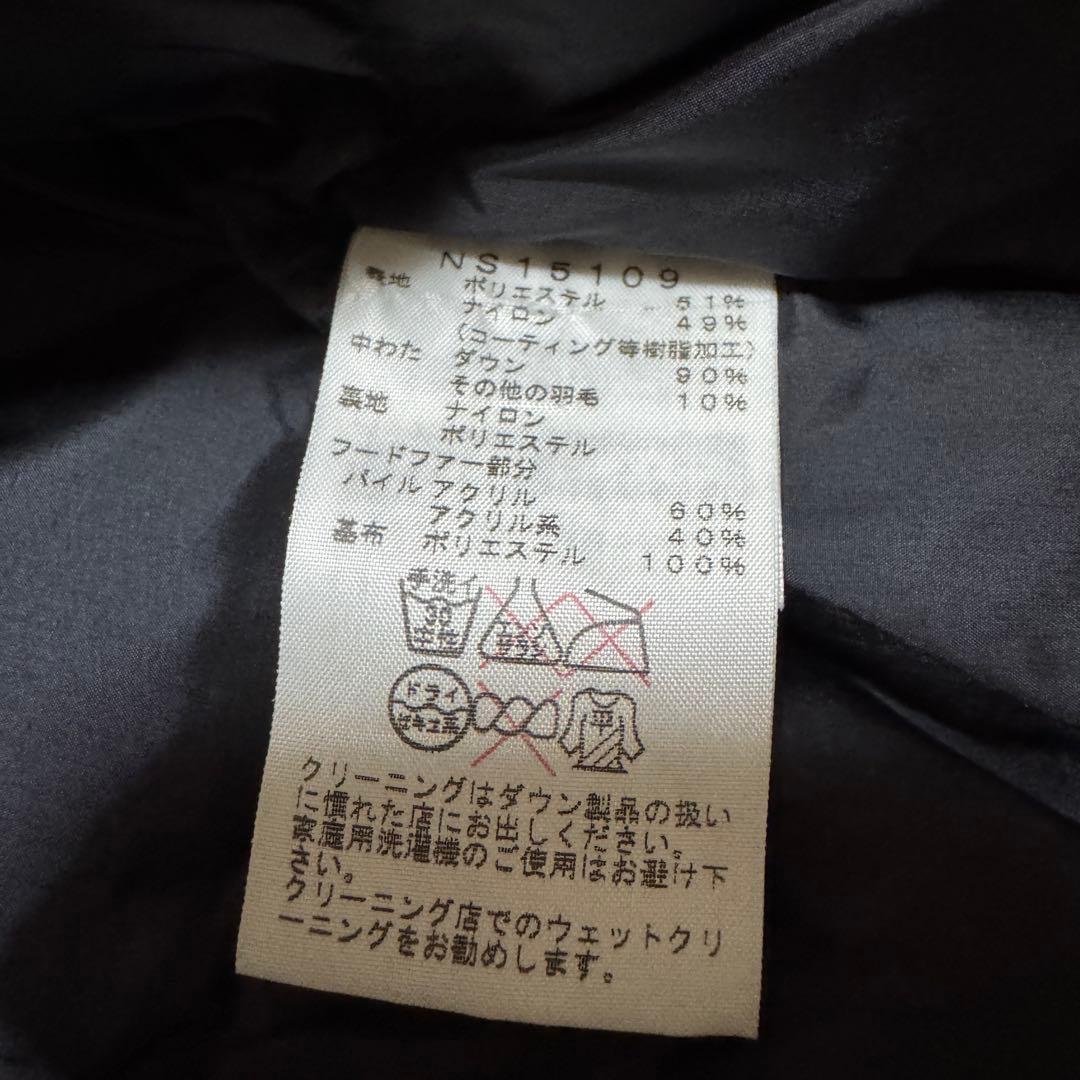 NS15109
表地 ポリエステル 51%
ナイロン 49%
(コーティング等樹脂加工)
中わた ダウン 90%
その他の羽毛 10%
裏地 ナイロン
ポリエステル
フードファー部分
パイル アクリル 60%
アクリル系 40%
基布 ポリエステル 100%
手洗イ
ドライ
クリーニングはダウン製品の扱い
に慣れた店にお出しください。
家庭用洗濯機のご使用はお避け下
さい。
クリーニング店でのウェットクリ
ーニングをお勧めします。